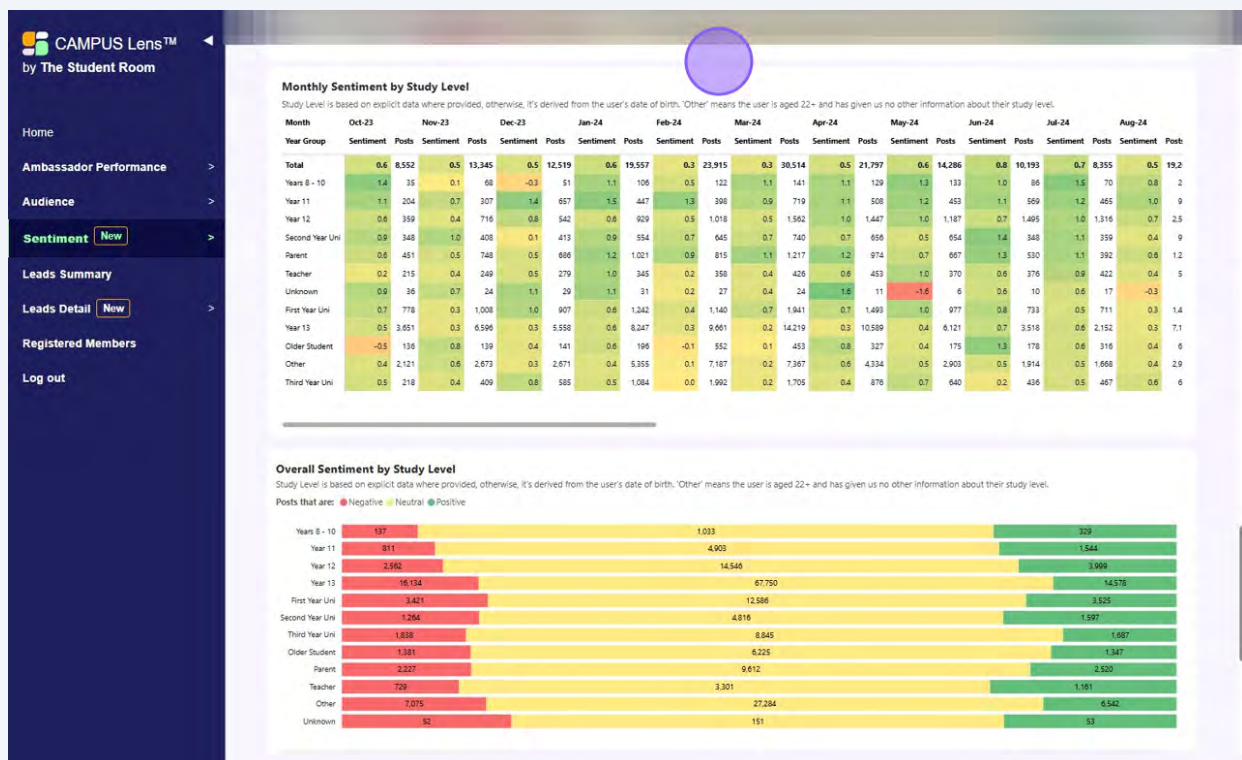 CAMPUS Lens™
by The Student Room
Home
Ambassador Performance >
Audience >
Sentiment New >
Leads Summary
Leads Detail New >
Registered Members
Log out
Monthly Sentiment by Study Level
Study Level is based on explicit data where provided, otherwise, it's derived from the user's date of birth. 'Other' means the user is aged 22+ and has given us no other information about their study level.
Month Oct-23 Nov-23 Dec-23 Jan-24 Feb-24 Mar-24 Apr-24 May-24 Jun-24 Jul-24 Aug-24
Year Group Sentiment Posts Sentiment Posts Sentiment Posts Sentiment Posts Sentiment Posts Sentiment Posts Sentiment Posts Sentiment Posts Sentiment Posts Sentiment Posts Sentiment Posts
Total 0.6 8,552 0.5 13,345 0.5 12,519 0.6 19,557 0.3 23,915 0.3 30,514 0.5 21,797 0.6 14,286 0.8 10,193 0.7 8,355 0.5 19,2
Years 8 - 10 1.4 35 0.1 68 -0.3 51 1.1 106 0.5 122 1.1 141 1.1 129 1.3 133 1.0 86 1.5 70 0.8 2
Year 11 1.1 204 0.7 307 1.4 657 1.5 447 1.3 398 0.9 719 1.1 508 1.2 453 1.1 569 1.2 465 1.0 9
Year 12 0.6 359 0.4 716 0.8 542 0.6 929 0.5 1,018 0.5 1,562 1.0 1,447 1.0 1,187 0.7 1,495 1.0 1,316 0.7 2,5
Second Year Uni 0.9 348 1.0 408 0.1 413 0.9 554 0.7 645 0.7 740 0.7 656 0.5 654 1.4 348 1.1 359 0.4 9
Parent 0.6 451 0.5 748 0.5 686 1.2 1,021 0.9 815 1.1 1,217 1.2 974 0.7 667 1.3 530 1.1 392 0.6 1,2
Teacher 0.2 215 0.4 249 0.5 279 1.0 345 0.2 358 0.4 426 0.6 453 1.0 370 0.6 376 0.9 422 0.4 5
Unknown 0.9 36 0.7 24 1.1 29 1.1 31 0.2 27 0.4 24 1.6 11 -1.6 6 0.6 10 0.6 17 -0.3
First Year Uni 0.7 778 0.3 1,008 1.0 907 0.6 1,242 0.4 1,140 0.7 1,941 0.7 1,493 1.0 977 0.8 733 0.5 711 0.3 1,4
Year 13 0.5 3,651 0.3 6,596 0.3 5,558 0.6 8,247 0.3 9,661 0.2 14,219 0.3 10,589 0.4 6,121 0.7 3,518 0.6 2,152 0.3 7,1
Older Student -0.5 136 0.8 139 0.4 141 0.6 196 -0.1 552 0.1 453 0.8 327 0.4 175 1.3 178 0.6 316 0.4 6
Other 0.4 2,121 0.6 2,673 0.3 2,671 0.4 5,355 0.1 7,187 0.2 7,367 0.6 4,334 0.5 2,903 0.5 1,914 0.5 1,668 0.4 2,9
Third Year Uni 0.5 218 0.4 409 0.8 585 0.5 1,084 0.0 1,992 0.2 1,705 0.4 876 0.7 640 0.2 436 0.5 467 0.6 6
Overall Sentiment by Study Level
Study Level is based on explicit data where provided, otherwise, it's derived from the user's date of birth. 'Other' means the user is aged 22+ and has given us no other information about their study level.
Posts that are: Negative Neutral Positive
Years 8 - 10 137 1,033 329
Year 11 811 4,903 1,544
Year 12 2,562 14,546 3,999
Year 13 16,134 67,750 14,578
First Year Uni 3,421 12,586 3,525
Second Year Uni 1,264 4,816 1,597
Third Year Uni 1,838 8,845 1,687
Older Student 1,381 6,225 1,347
Parent 2,227 9,612 2,520
Teacher 729 3,301 1,161
Other 7,075 27,284 6,542
Unknown 52 151 53